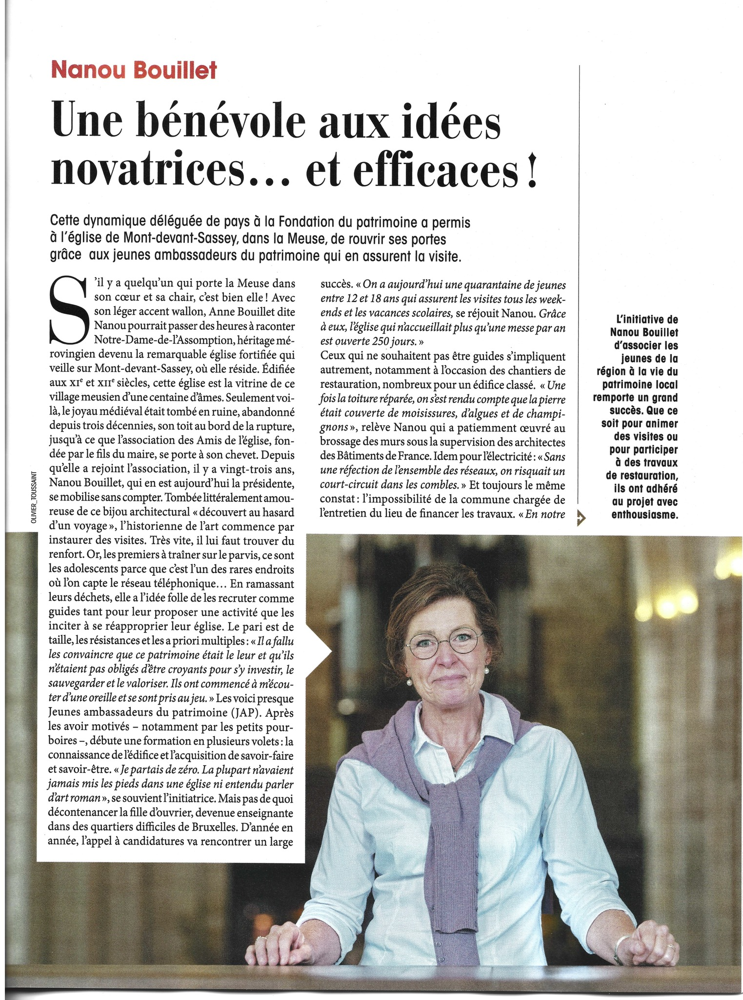 Nanou Bouillet
Une bénévole aux idées
novatrices… et efficaces !
Cette dynamique déléguée de pays à la Fondation du patrimoine a permis
à l'église de Mont-devant-Sassey, dans la Meuse, de rouvrir ses portes
grâce aux jeunes ambassadeurs du patrimoine qui en assurent la visite.
S'il y a quelqu'un qui porte la Meuse dans
son cœur et sa chair, c'est bien elle ! Avec
son léger accent wallon, Anne Bouillet dite
Nanou pourrait passer des heures à raconter
Notre-Dame-de-l'Assomption, héritage mé-
rovingien devenu la remarquable église fortifiée qui
veille sur Mont-devant-Sassey, où elle réside. Édifiée
aux XIe et XIIe siècles, cette église est la vitrine de ce
village meusien d'une centaine d'âmes. Seulement voi-
là, le joyau médiéval était tombé en ruine, abandonné
depuis trois décennies, son toit au bord de la rupture,
jusqu'à ce que l'association des Amis de l'église, fon-
dée par le fils du maire, se porte à son chevet. Depuis
qu'elle a rejoint l'association, il y a vingt-trois ans,
Nanou Bouillet, qui en est aujourd'hui la présidente,
se mobilise sans compter. Tombée littéralement amou-
reuse de ce bijou architectural « découvert au hasard
d'un voyage », l'historienne de l'art commence par
instaurer des visites. Très vite, il lui faut trouver du
renfort. Or, les premiers à traîner sur le parvis, ce sont
les adolescents parce que c'est l'un des rares endroits
où l'on capte le réseau téléphonique… En ramassant
leurs déchets, elle a l'idée folle de les recruter comme
guides tant pour leur proposer une activité que les
inciter à se réapproprier leur église. Le pari est de
taille, les résistances et les a priori multiples : « Il a fallu
les convaincre que ce patrimoine était le leur et qu'ils
n'étaient pas obligés d'être croyants pour s'y investir, le
sauvegarder et le valoriser. Ils ont commencé à m'écou-
ter d'une oreille et se sont pris au jeu. » Les voici presque
Jeunes ambassadeurs du patrimoine (JAP). Après
les avoir motivés – notamment par les petits pour-
boires –, débute une formation en plusieurs volets : la
connaissance de l'édifice et l'acquisition de savoir-faire
et savoir-être. « Je partais de zéro. La plupart n'avaient
jamais mis les pieds dans une église ni entendu parler
d'art roman », se souvient l'initiatrice. Mais pas de quoi
décontenancer la fille d'ouvrier, devenue enseignante
dans des quartiers difficiles de Bruxelles. D'année en
année, l'appel à candidatures va rencontrer un large
succès. « On a aujourd'hui une quarantaine de jeunes
entre 12 et 18 ans qui assurent les visites tous les week-
ends et les vacances scolaires, se réjouit Nanou. Grâce
à eux, l'église qui n'accueillait plus qu'une messe par an
est ouverte 250 jours. »
Ceux qui ne souhaitent pas être guides s'impliquent
autrement, notamment à l'occasion des chantiers de
restauration, nombreux pour un édifice classé. « Une
fois la toiture réparée, on s'est rendu compte que la pierre
était couverte de moisissures, d'algues et de champi-
gnons », relève Nanou qui a patiemment œuvré au
brossage des murs sous la supervision des architectes
des Bâtiments de France. Idem pour l'électricité : « Sans
une réfection de l'ensemble des réseaux, on risquait un
court-circuit dans les combles. » Et toujours le même
constat : l'impossibilité de la commune chargée de
l'entretien du lieu de financer les travaux. « En notre
L'initiative de
Nanou Bouillet
d'associer les
jeunes de la
région à la vie du
patrimoine local
remporte un grand
succès. Que ce
soit pour animer
des visites ou
pour participer
à des travaux
de restauration,
ils ont adhéré
au projet avec
enthousiasme.
OLIVIER_TOUSSAINT